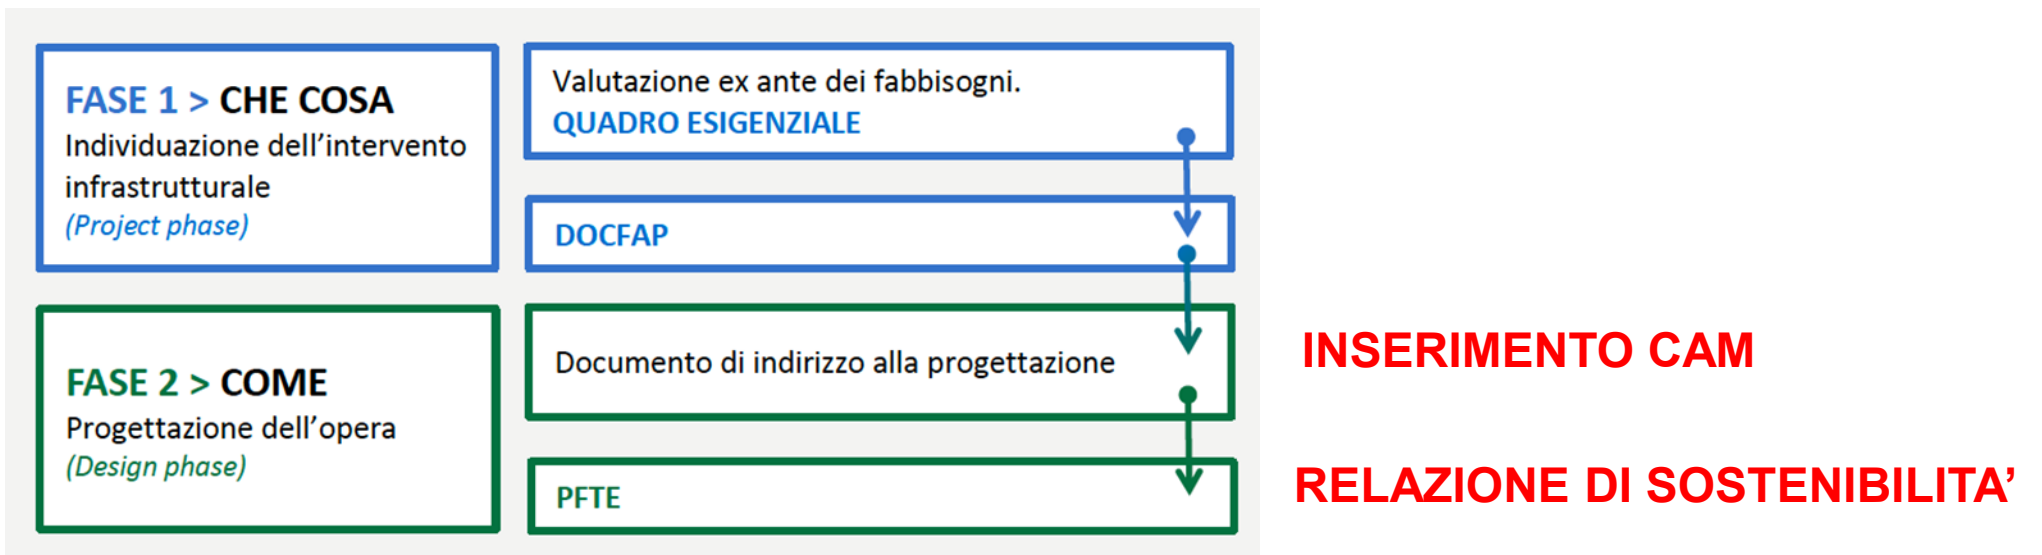 FASE 1 > CHE COSA
Individuazione dell’intervento
infrastrutturale
(Project phase)
Valutazione ex ante dei fabbisogni.
QUADRO ESIGENZIALE
DOCFAP
FASE 2 > COME
Progettazione dell’opera
(Design phase)
Documento di indirizzo alla progettazione
INSERIMENTO CAM
PFTE
RELAZIONE DI SOSTENIBILITA’